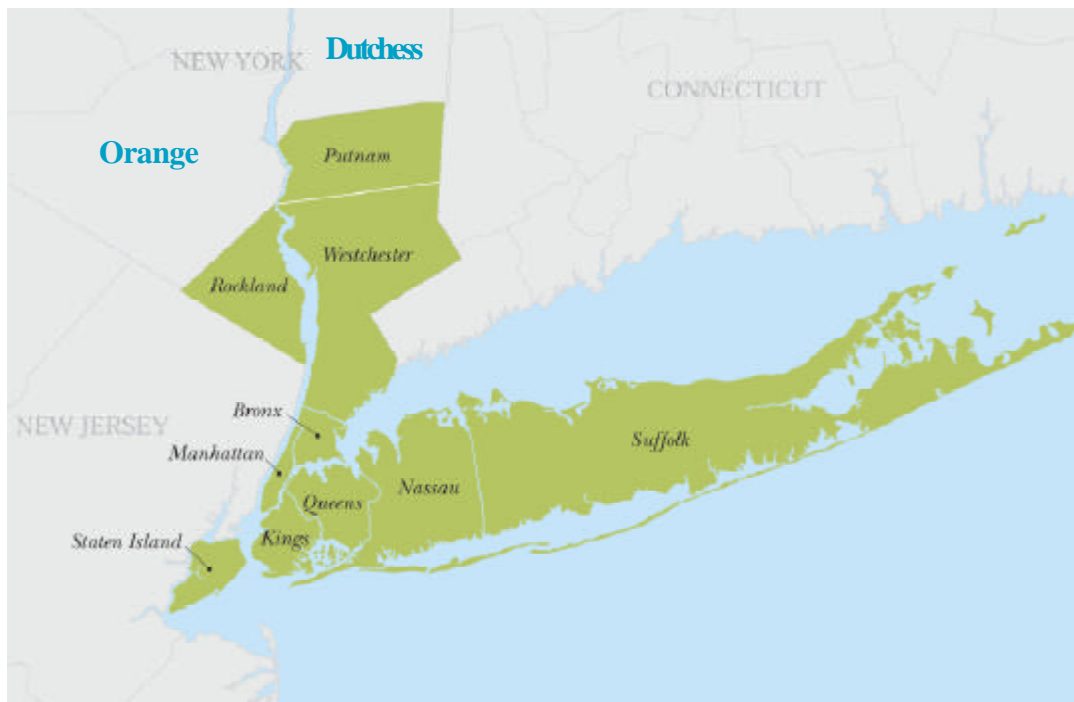 Dutchess
NEW YORK
CONNECTICUT
Orange
Putnam
Westchester
Rockland
Bronx
NEW JERSEY
Manhattan
Suffolk
Queens
Nassau
Kings
Staten Island